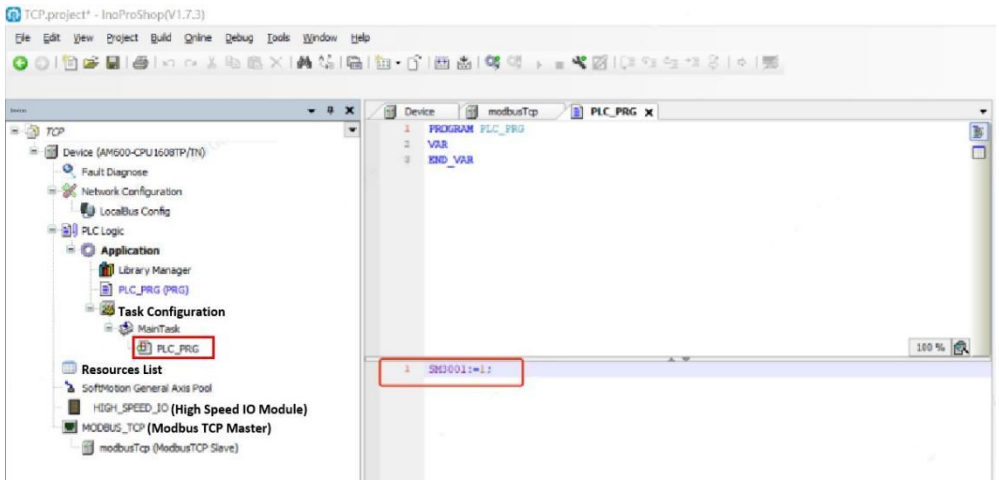 TCP.project* - InoProShop(V1.7.3)
File Edit View Project Build Online Debug Tools Window Help
Device modbusTcp PLC_PRG x
TCP
Device (AM600-CPU1608TP/TN)
Fault Diagnose
Network Configuration
LocalBus Config
PLC Logic
Application
Library Manager
PLC_PRG (PRG)
Task Configuration
MainTask
PLC_PRG
Resources List
SoftMotion General Axis Pool
HIGH_SPEED_IO (High Speed IO Module)
MODBUS_TCP (Modbus TCP Master)
modbusTcp (ModbusTCP Slave)
1 PROGRAM PLC_PRG
2 VAR
3 END_VAR
100 %
1 SM3001:=1;